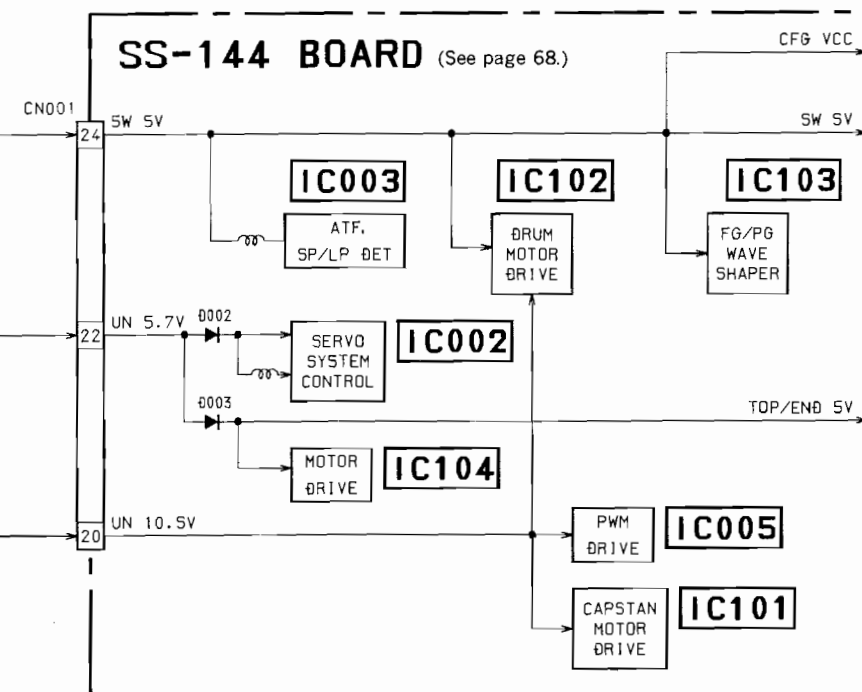 SS-144 BOARD (See page 68.)
CFG VCC
CN001
24
SW 5V
SW 5V
IC003
IC102
IC103
ATF.
SP/LP DET
DRUM
MOTOR
DRIVE
FG/PG
WAVE
SHAPER
22
UN 5.7V
D002
SERVO
SYSTEM
CONTROL
IC002
D003
TOP/END 5V
MOTOR
DRIVE
IC104
20
UN 10.5V
PWM
DRIVE
IC005
CAPSTAN
MOTOR
DRIVE
IC101